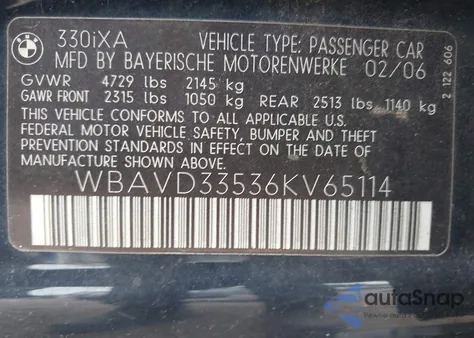 330iXA VEHICLE TYPE: PASSENGER CAR
MFD BY BAYERISCHE MOTORENWERKE 02/06
GVWR 4729 lbs 2145 kg
GAWR FRONT 2315 lbs 1050 kg REAR 2513 lbs 1140 kg
THIS VEHICLE CONFORMS TO ALL APPLICABLE U.S.
FEDERAL MOTOR VEHICLE SAFETY, BUMPER AND THEFT
PREVENTION STANDARDS IN EFFECT ON THE DATE OF
MANUFACTURE SHOWN ABOVE.
WBAVD33536KV65114
2 122 606
autoSnap